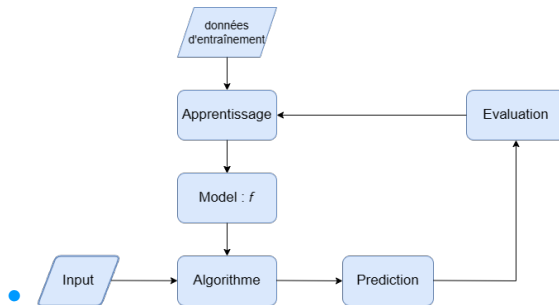 données
d'entraînement
Apprentissage
Evaluation
Model : f
Input
Algorithme
Prediction